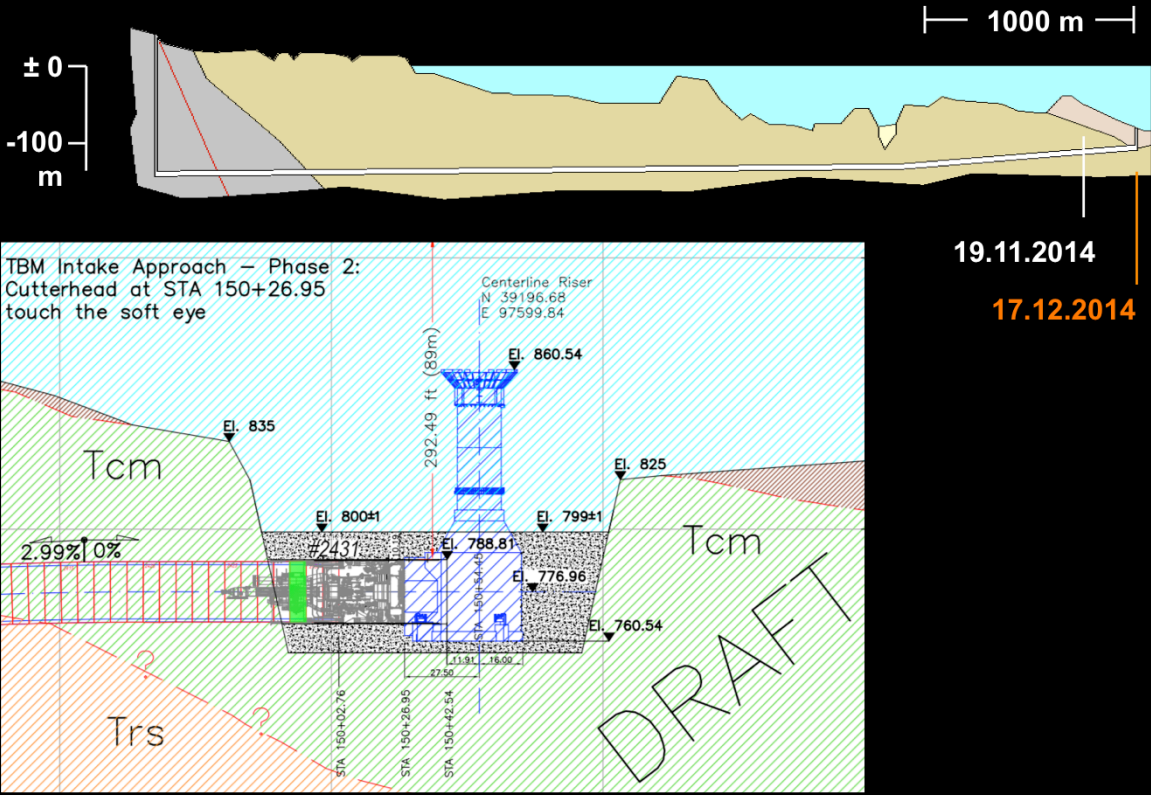 1000 m
± 0
-100
m
19.11.2014
17.12.2014
TBM Intake Approach – Phase 2:
Cutterhead at STA 150+26.95
touch the soft eye
Centerline Riser
N 39196.68
E 97599.84
292.49 ft (89m)
El. 860.54
El. 835
El. 825
Tcm
El. 800±1
El. 799±1
#2431
El. 788.81
Tcm
2.99% 0%
El. 776.96
STA 150+54.45
El. 760.54
11.91 16.00
27.50
?
?
Trs
STA 150+02.76
STA 150+26.95
STA 150+42.54
DRAFT